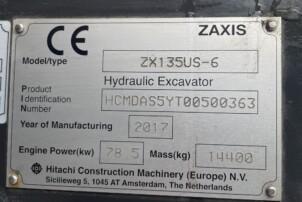 CE ZAXIS
Model/type ZX135US-6
Hydraulic Excavator
Product
Identification HCMDAS5YT00500363
Number
Year of Manufacturing 2017
Engine Power(kw) 78.5 Mass(kg) 14400
Hitachi Construction Machinery (Europe) N.V.
Sicilieweg 5, 1045 AT Amsterdam, The Netherlands